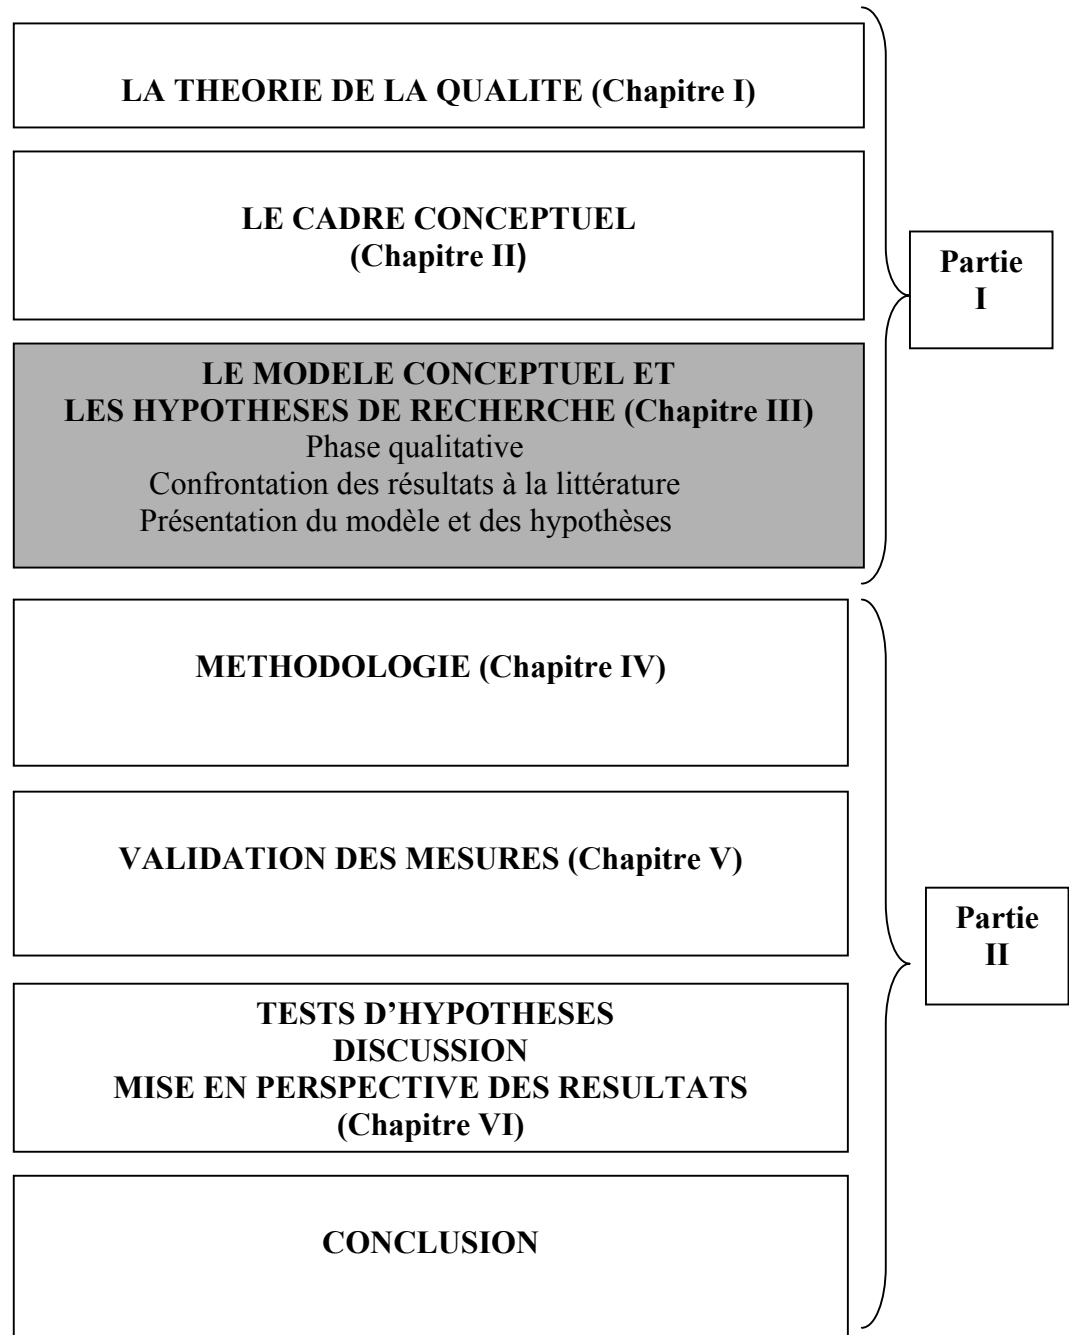 LA THEORIE DE LA QUALITE (Chapitre I)
LE CADRE CONCEPTUEL
(Chapitre II)
Partie
I
LE MODELE CONCEPTUEL ET
LES HYPOTHESES DE RECHERCHE (Chapitre III)
Phase qualitative
Confrontation des résultats à la littérature
Présentation du modèle et des hypothèses
METHODOLOGIE (Chapitre IV)
VALIDATION DES MESURES (Chapitre V)
Partie
II
TESTS D’HYPOTHESES
DISCUSSION
MISE EN PERSPECTIVE DES RESULTATS
(Chapitre VI)
CONCLUSION